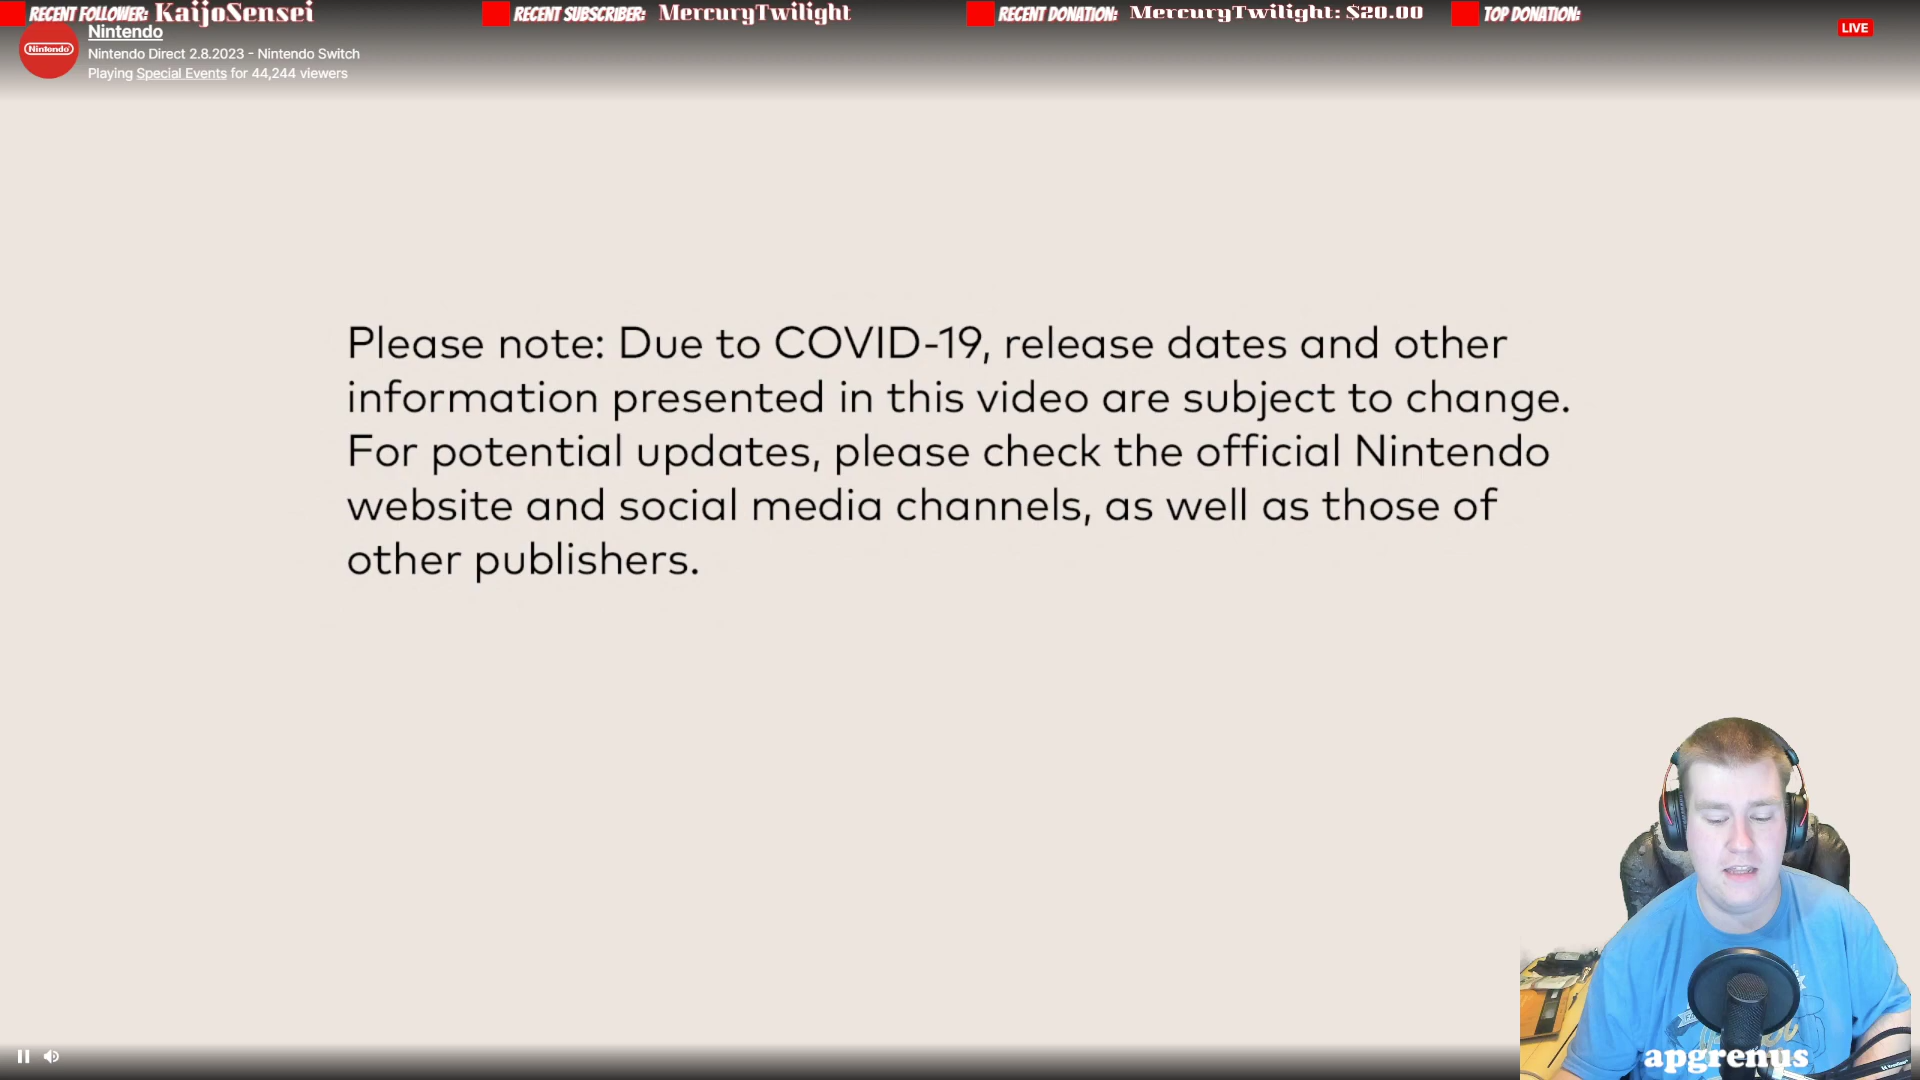 RECENT FOLLOWER: KaijoSensei
RECENT SUBSCRIBER: MercuryTwilight
RECENT DONATION: MercuryTwilight: $20.00
TOP DONATION:
Nintendo
Nintendo
Nintendo Direct 2.8.2023 - Nintendo Switch
Playing Special Events for 44,244 viewers
LIVE
Please note: Due to COVID-19, release dates and other
information presented in this video are subject to change.
For potential updates, please check the official Nintendo
website and social media channels, as well as those of
other publishers.
apgrenus